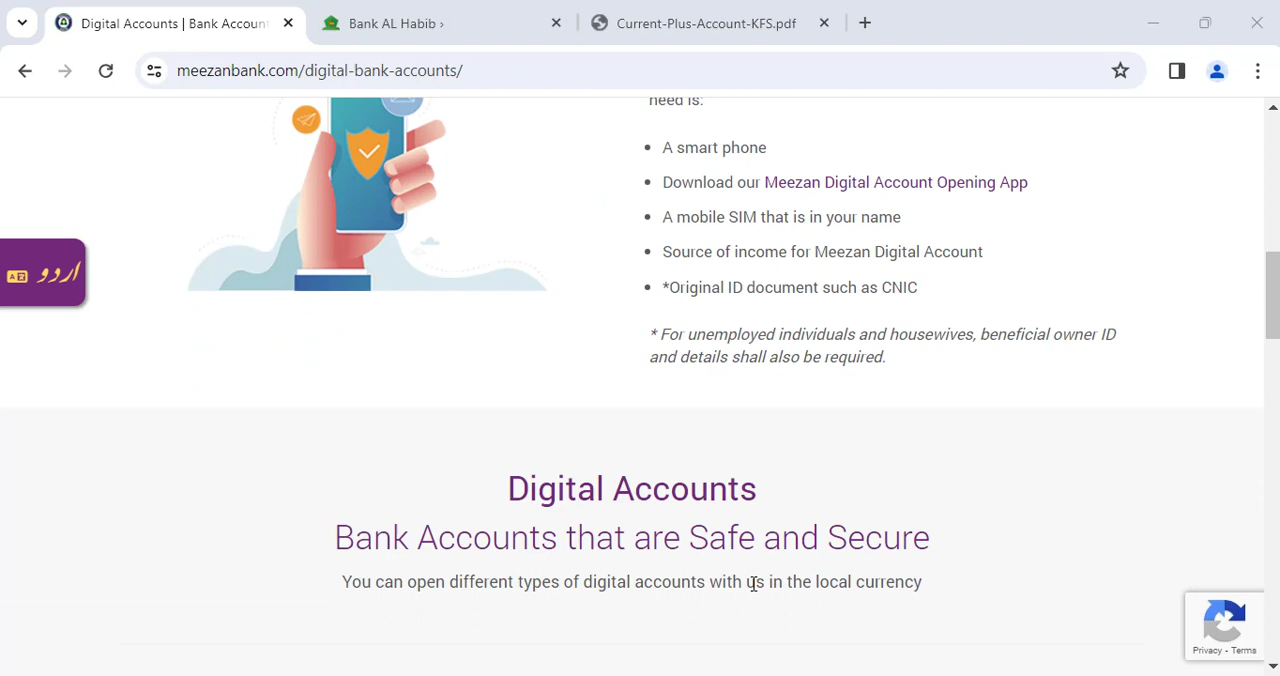 Digital Accounts | Bank Accoun
Bank AL Habib ›
Current-Plus-Account-KFS.pdf
meezanbank.com/digital-bank-accounts/
need is:
A smart phone
Download our Meezan Digital Account Opening App
A mobile SIM that is in your name
Source of income for Meezan Digital Account
*Original ID document such as CNIC
* For unemployed individuals and housewives, beneficial owner ID
and details shall also be required.
اردو
Digital Accounts
Bank Accounts that are Safe and Secure
You can open different types of digital accounts with us in the local currency
Privacy - Terms